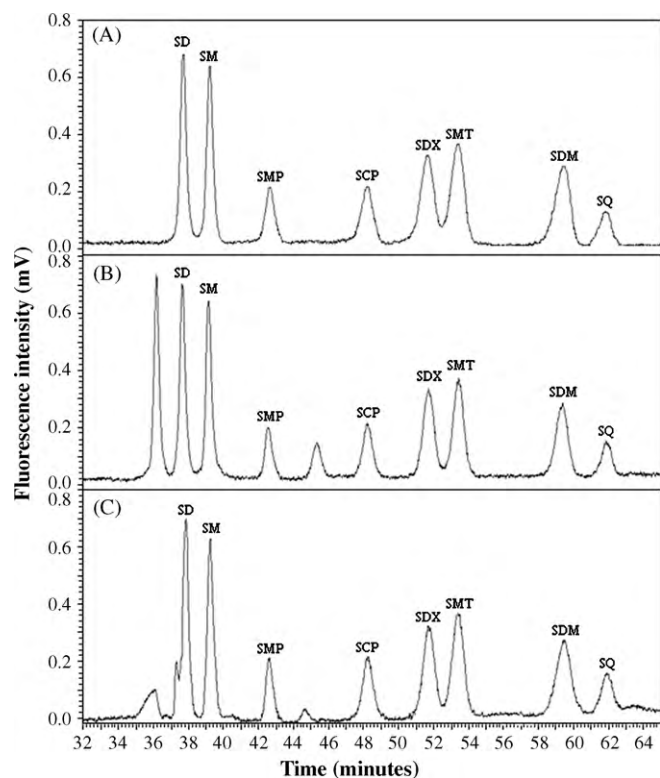 Fluorescence intensity (mV)
(A)
0.8
0.6
0.4
0.2
0.0
SD
SM
SMP
SCP
SDX
SMT
SDM
SQ
(B)
0.8
0.6
0.4
0.2
0.0
SD
SM
SMP
SCP
SDX
SMT
SDM
SQ
(C)
0.8
0.6
0.4
0.2
0.0
SD
SM
SMP
SCP
SDX
SMT
SDM
SQ
32 34 36 38 40 42 44 46 48 50 52 54 56 58 60 62 64
Time (minutes)